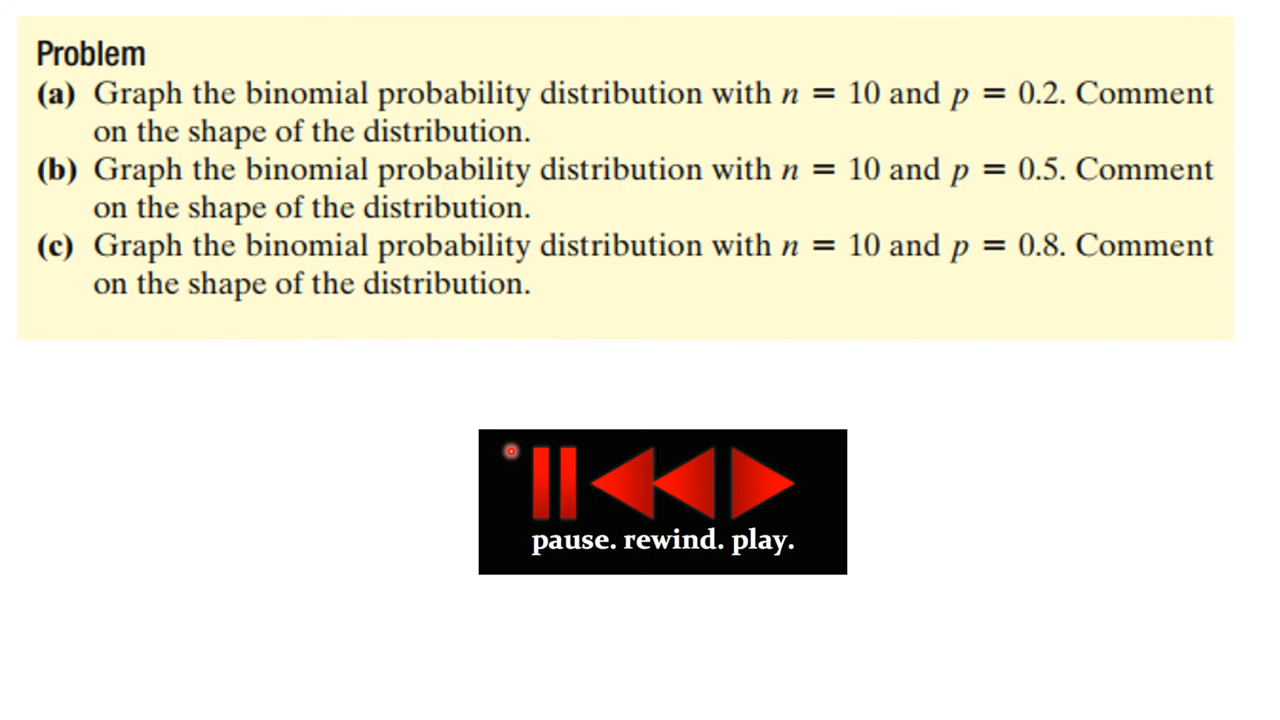 Problem
(a) Graph the binomial probability distribution with n = 10 and p = 0.2. Comment
on the shape of the distribution.
(b) Graph the binomial probability distribution with n = 10 and p = 0.5. Comment
on the shape of the distribution.
(c) Graph the binomial probability distribution with n = 10 and p = 0.8. Comment
on the shape of the distribution.
pause. rewind. play.